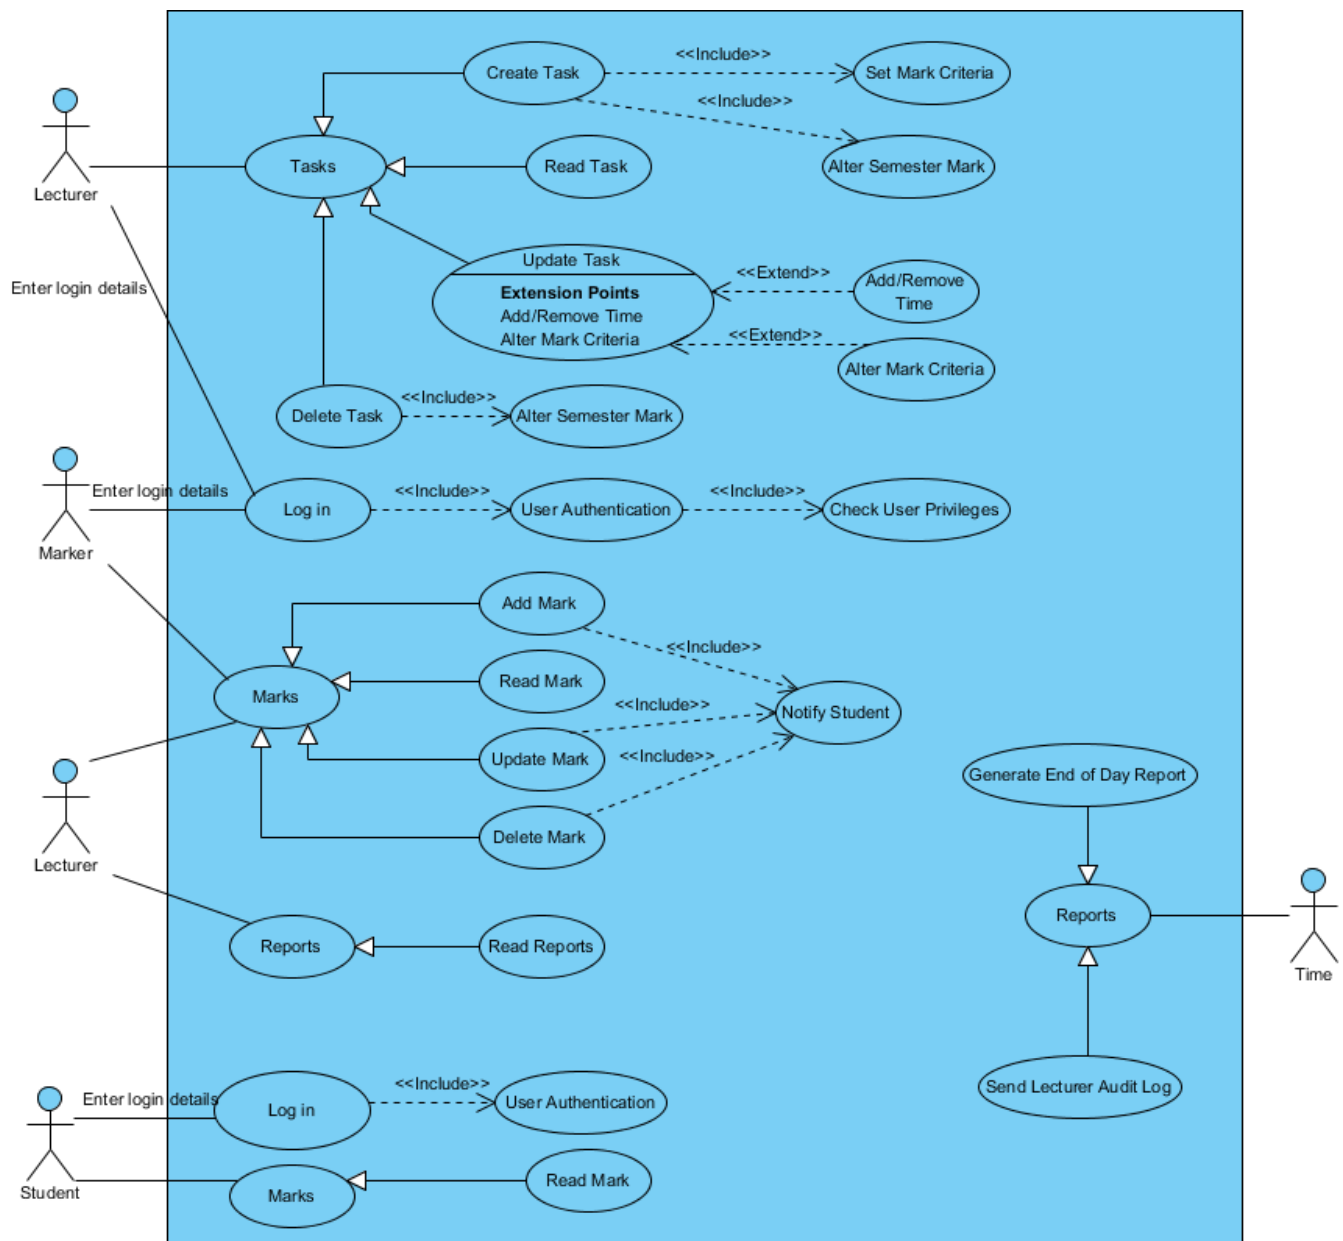 <<Include>>
Create Task
Set Mark Criteria
<<Include>>
Tasks
Read Task
Alter Semester Mark
Lecturer
Update Task
Extension Points
Add/Remove Time
Alter Mark Criteria
<<Extend>>
Add/Remove
Time
<<Extend>>
Alter Mark Criteria
Enter login details
<<Include>>
Delete Task
Alter Semester Mark
Enter login details
Log in
<<Include>>
User Authentication
<<Include>>
Check User Privileges
Marker
Add Mark
<<Include>>
Marks
Read Mark
<<Include>>
Notify Student
Update Mark
<<Include>>
Generate End of Day Report
Delete Mark
Lecturer
Reports
Read Reports
Reports
Time
Send Lecturer Audit Log
Enter login details
Log in
<<Include>>
User Authentication
Student
Marks
Read Mark